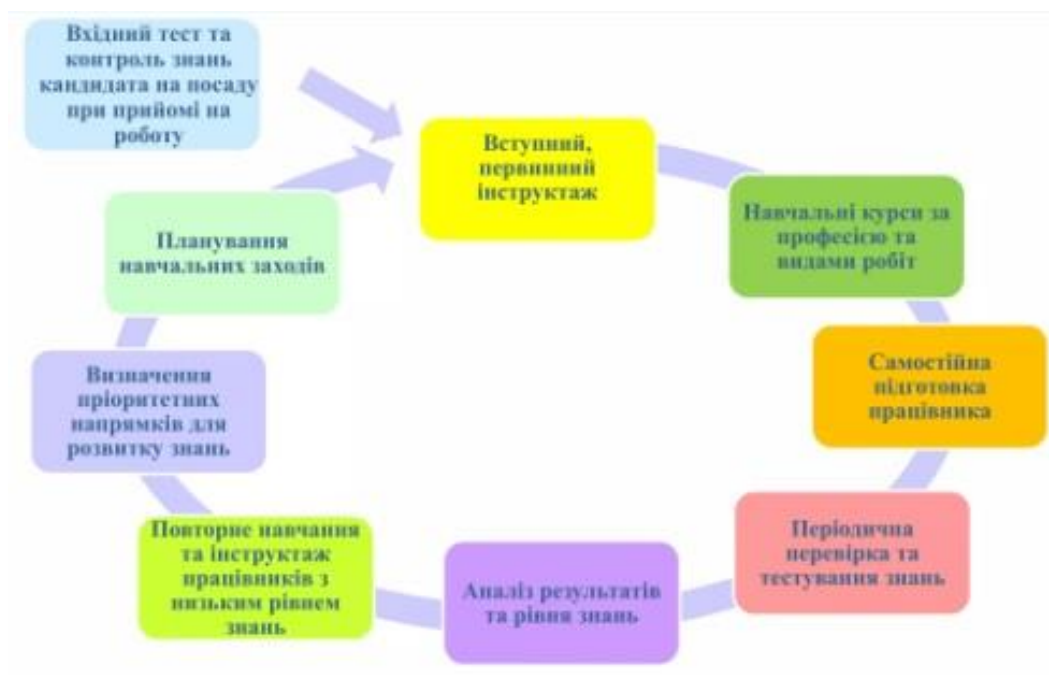 Вхідний тест та
контроль знань
кандидата на посаду
при прийомі на
роботу
Вступний,
первинний
інструктаж
Навчальні курси за
професією та
видами робіт
Самостійна
підготовка
працівника
Періодична
перевірка та
тестування знань
Аналіз результатів
та рівня знань
Повторне навчання
та інструктаж
працівників з
низьким рівнем
знань
Визначення
пріоритетних
напрямків для
розвитку знань
Планування
навчальних заходів